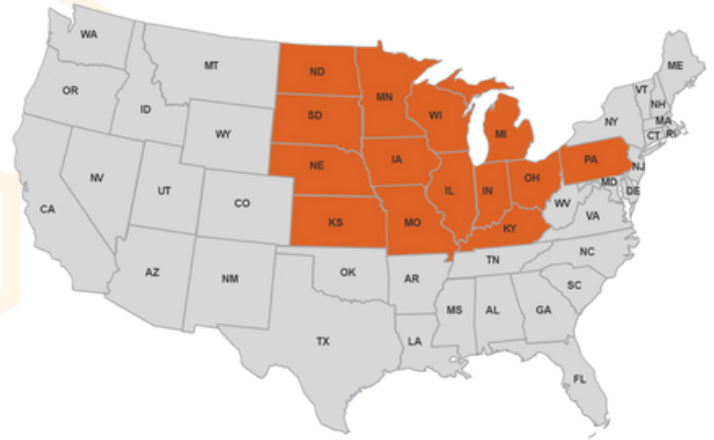 WA
MT
ND
MN
ME
OR
ID
SD
WI
MI
VT
NH
NY
MA
CT
RI
WY
NE
IA
PA
NJ
NV
UT
CO
IL
IN
OH
MD
DE
WV
VA
CA
KS
MO
KY
AZ
NM
OK
AR
TN
NC
SC
MS
AL
GA
TX
LA
FL